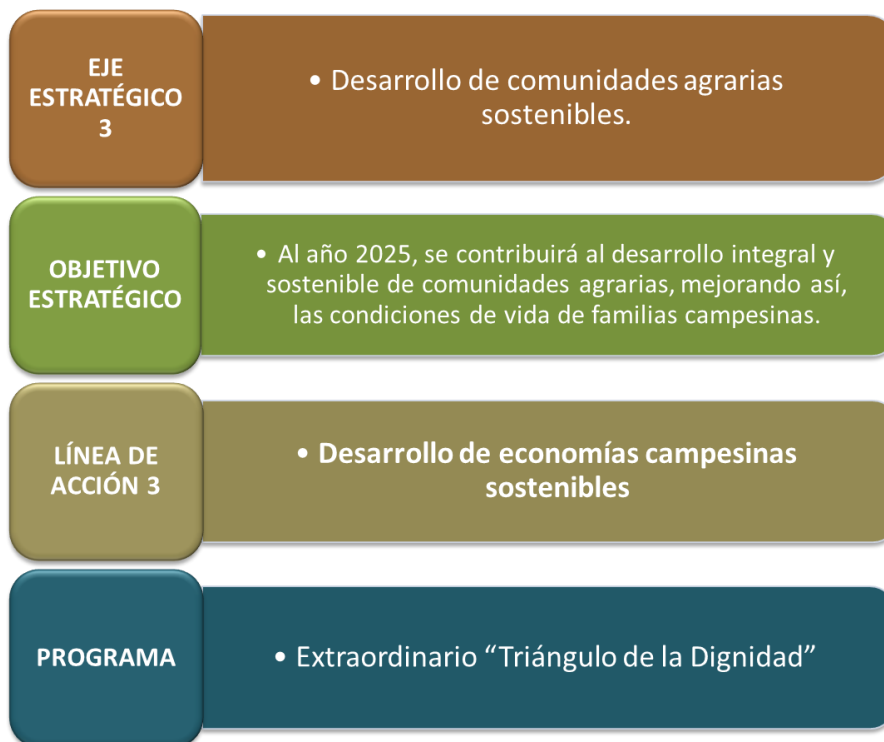 EJE
ESTRATÉGICO
3
• Desarrollo de comunidades agrarias
sostenibles.
OBJETIVO
ESTRATÉGICO
• Al año 2025, se contribuirá al desarrollo integral y
sostenible de comunidades agrarias, mejorando así,
las condiciones de vida de familias campesinas.
LÍNEA DE
ACCIÓN 3
• Desarrollo de economías campesinas
sostenibles
PROGRAMA
• Extraordinario “Triángulo de la Dignidad”